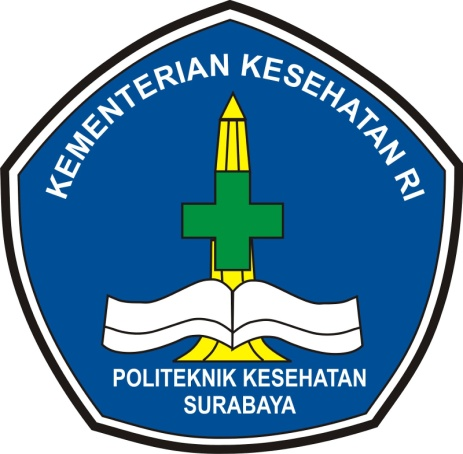 KEMENTERIAN KESEHATAN RI
POLITEKNIK KESEHATAN
SURABAYA